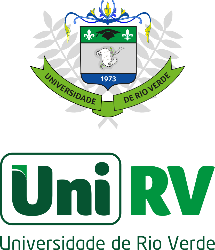 UNIVERSIDADE DE RIO VERDE
1973
Uni RV
Universidade de Rio Verde